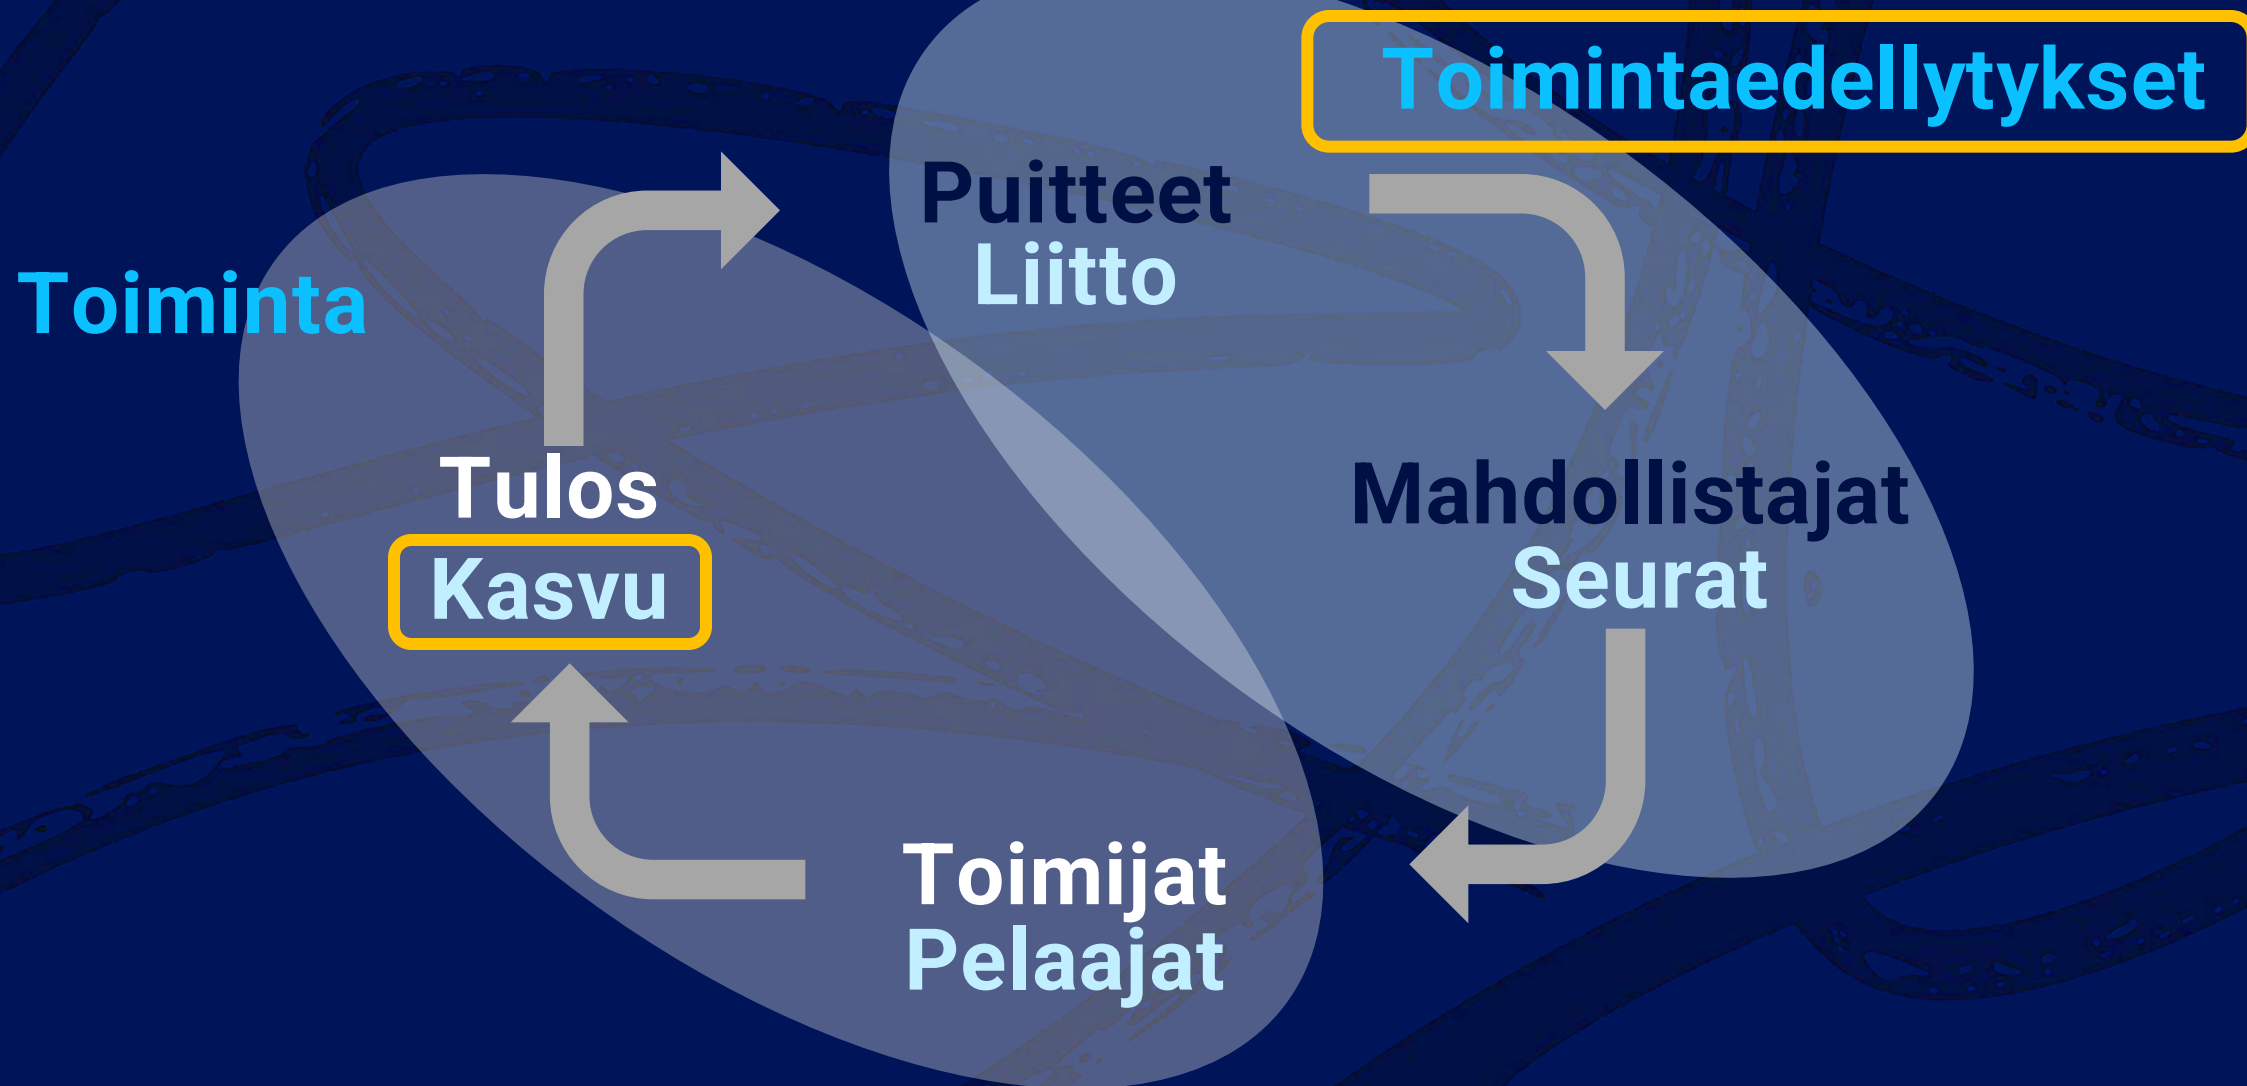 Toimintaedellytykset
Puitteet
Liitto
Toiminta
Mahdollistajat
Seurat
Tulos
Kasvu
Toimijat
Pelaajat